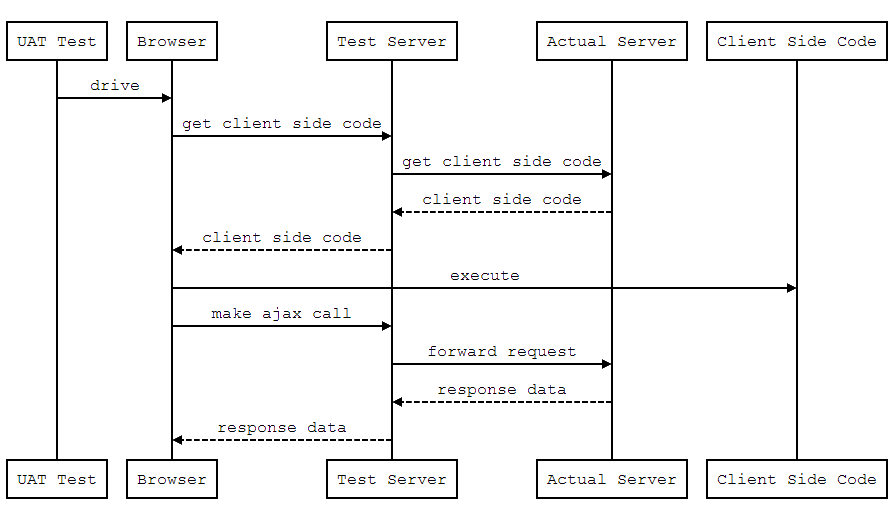 UAT Test
Browser
Test Server
Actual Server
Client Side Code
drive
get client side code
get client side code
client side code
client side code
execute
make ajax call
forward request
response data
response data
UAT Test
Browser
Test Server
Actual Server
Client Side Code